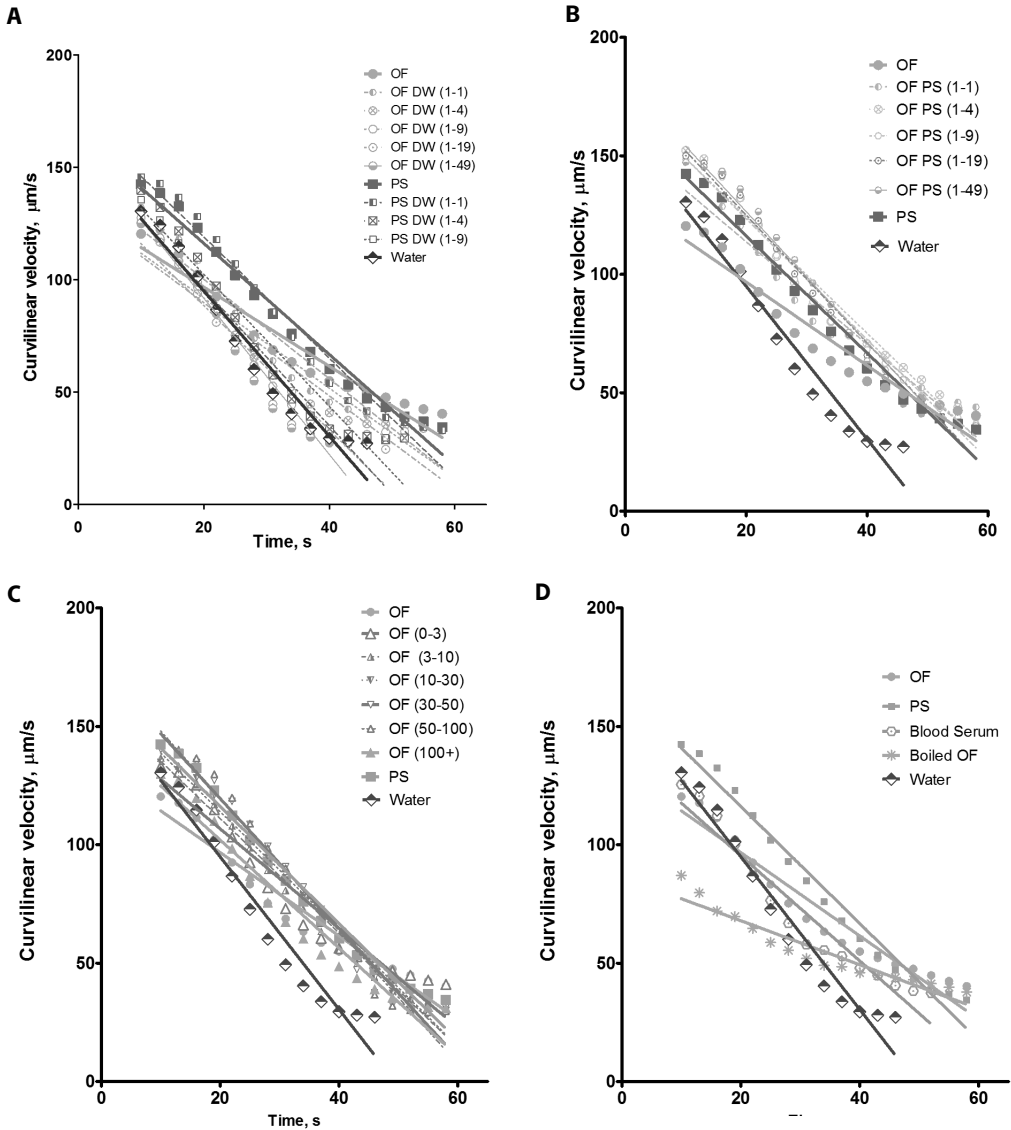 A
Curvilinear velocity, μm/s
200
150
100
50
0
0 20 40 60
Time, s
OF
OF DW (1-1)
OF DW (1-4)
OF DW (1-9)
OF DW (1-19)
OF DW (1-49)
PS
PS DW (1-1)
PS DW (1-4)
PS DW (1-9)
Water
B
Curvilinear velocity, μm/s
200
150
100
50
0
0 20 40 60
OF
OF PS (1-1)
OF PS (1-4)
OF PS (1-9)
OF PS (1-19)
OF PS (1-49)
PS
Water
C
Curvilinear velocity, μm/s
200
150
100
50
0
0 20 40 60
Time, s
OF
OF (0-3)
OF (3-10)
OF (10-30)
OF (30-50)
OF (50-100)
OF (100+)
PS
Water
D
Curvilinear velocity, μm/s
200
150
100
50
0
0 20 40 60
OF
PS
Blood Serum
Boiled OF
Water